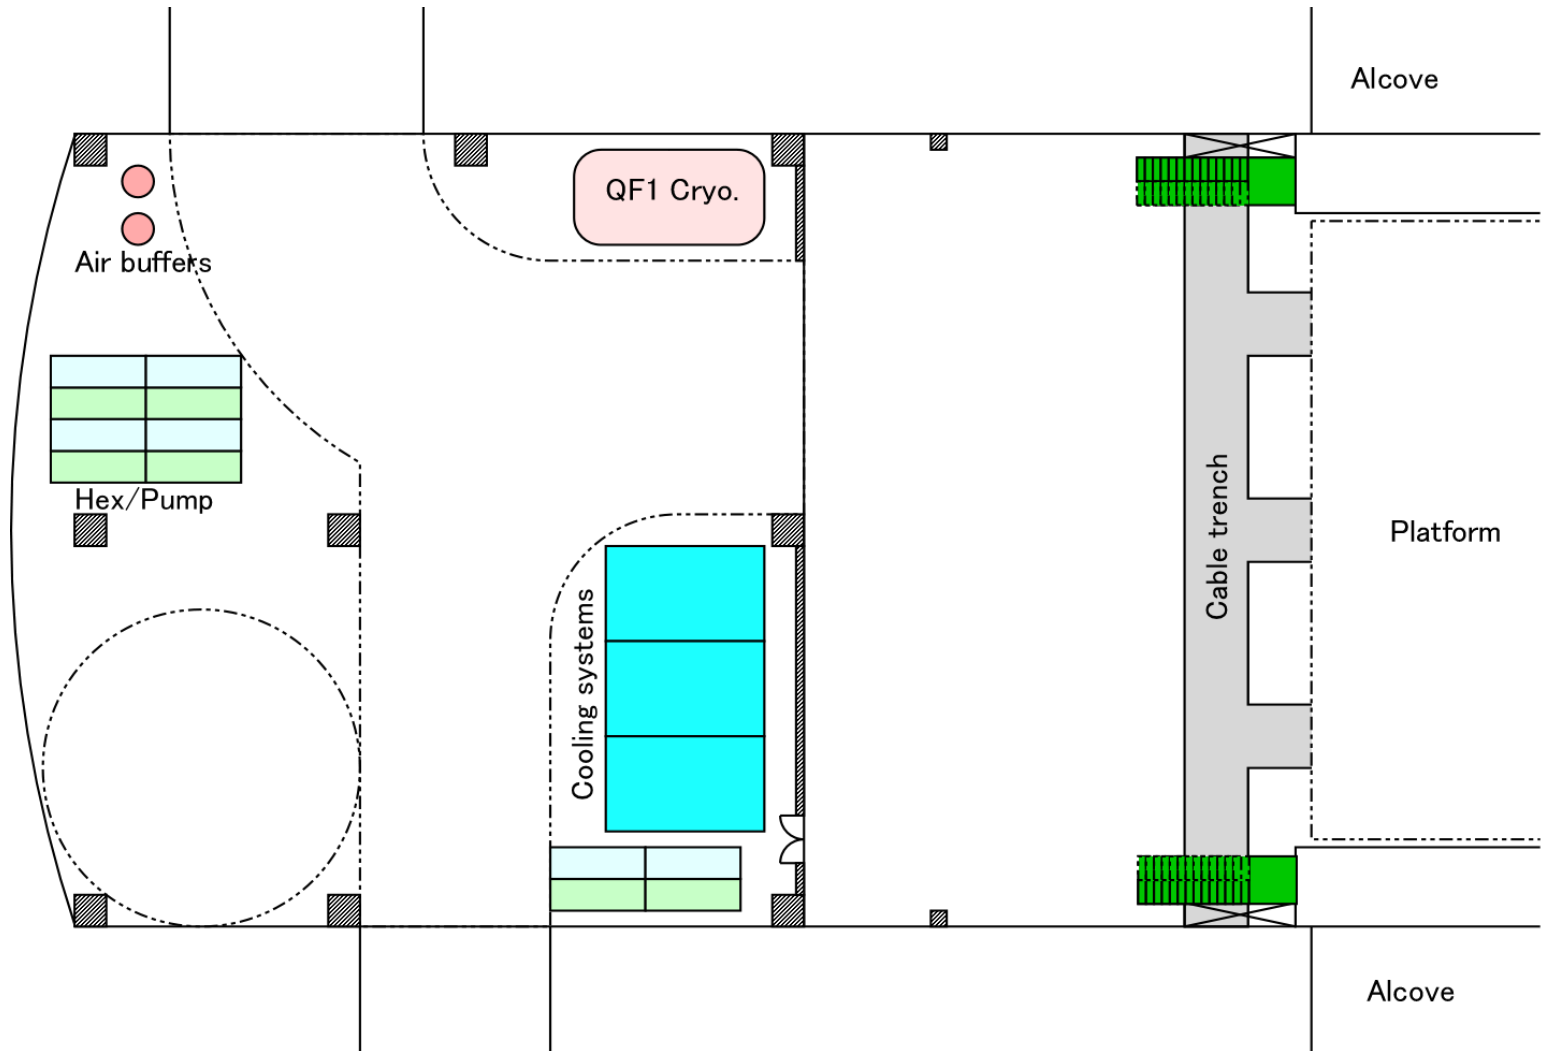 Alcove
QF1 Cryo.
Air buffers
Hex/Pump
Cooling systems
Cable trench
Platform
Alcove